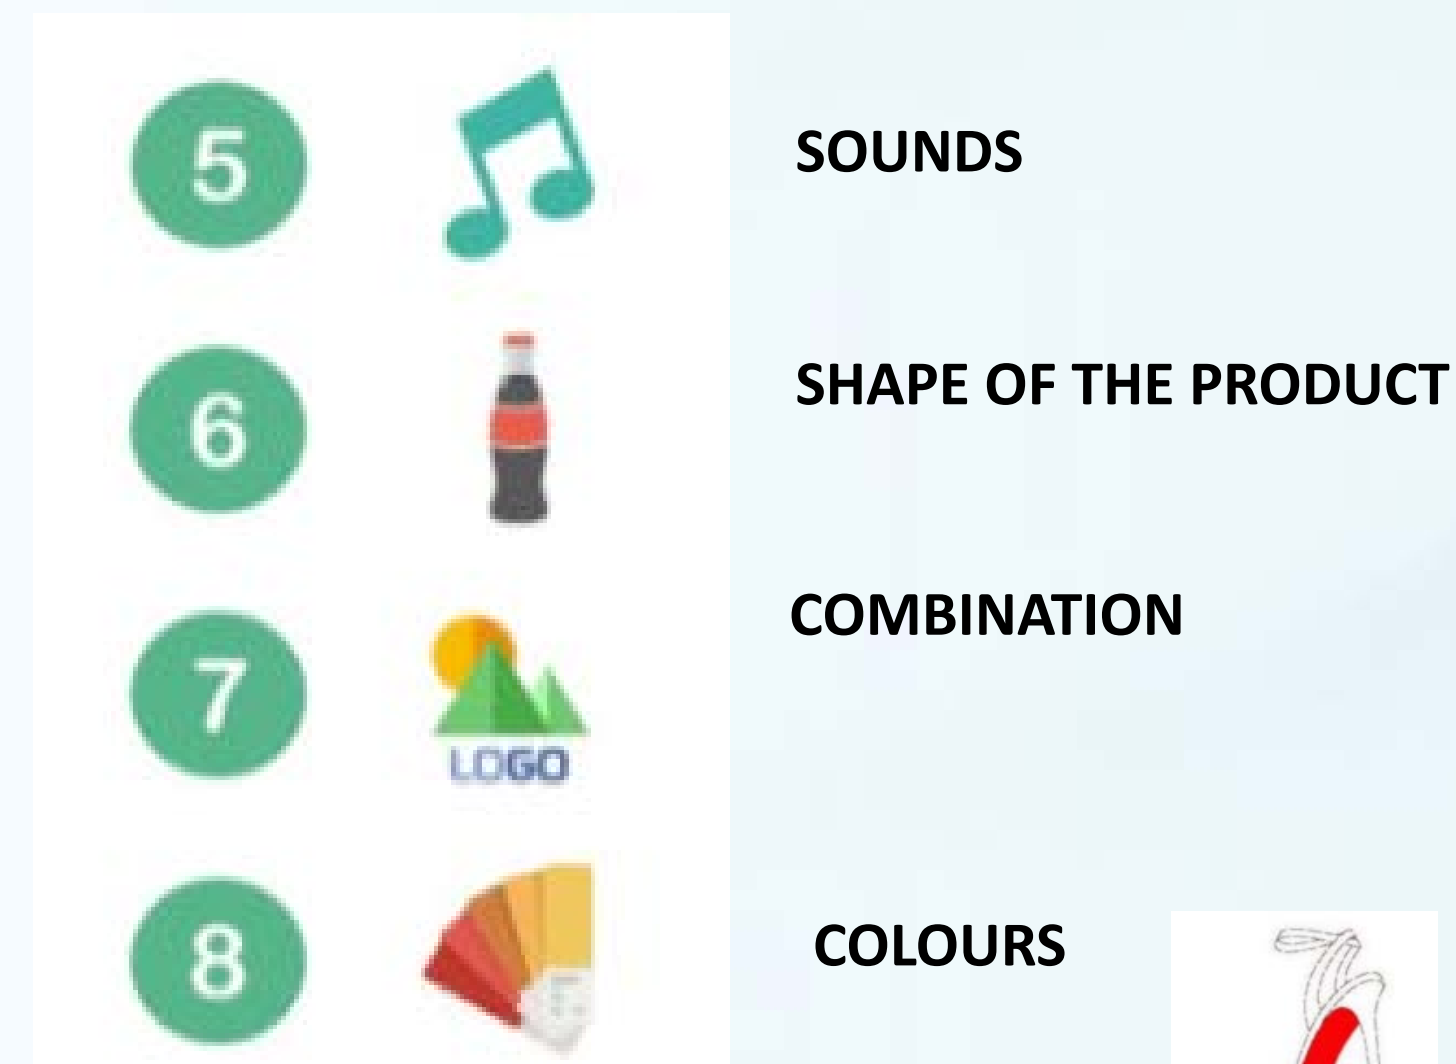 5
SOUNDS
6
SHAPE OF THE PRODUCT
7
LOGO
COMBINATION
8
COLOURS